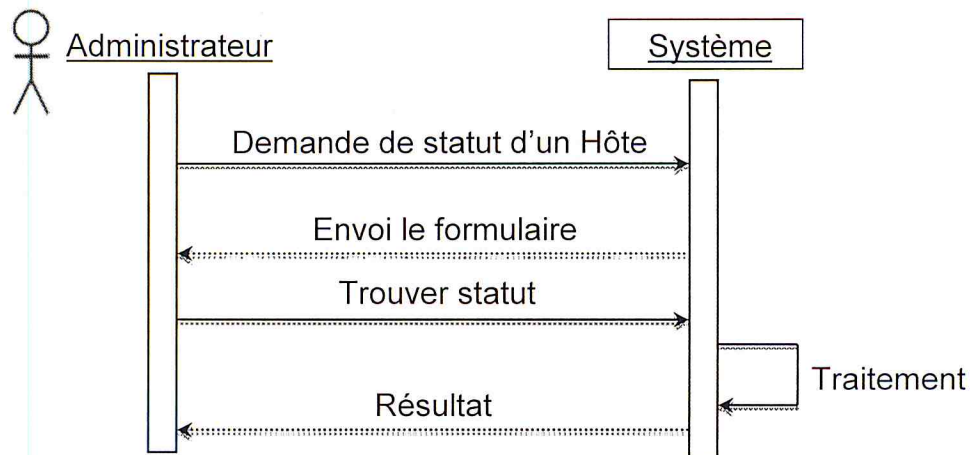 Administrateur
Système
Demande de statut d'un Hôte
Envoi le formulaire
Trouver statut
Traitement
Résultat